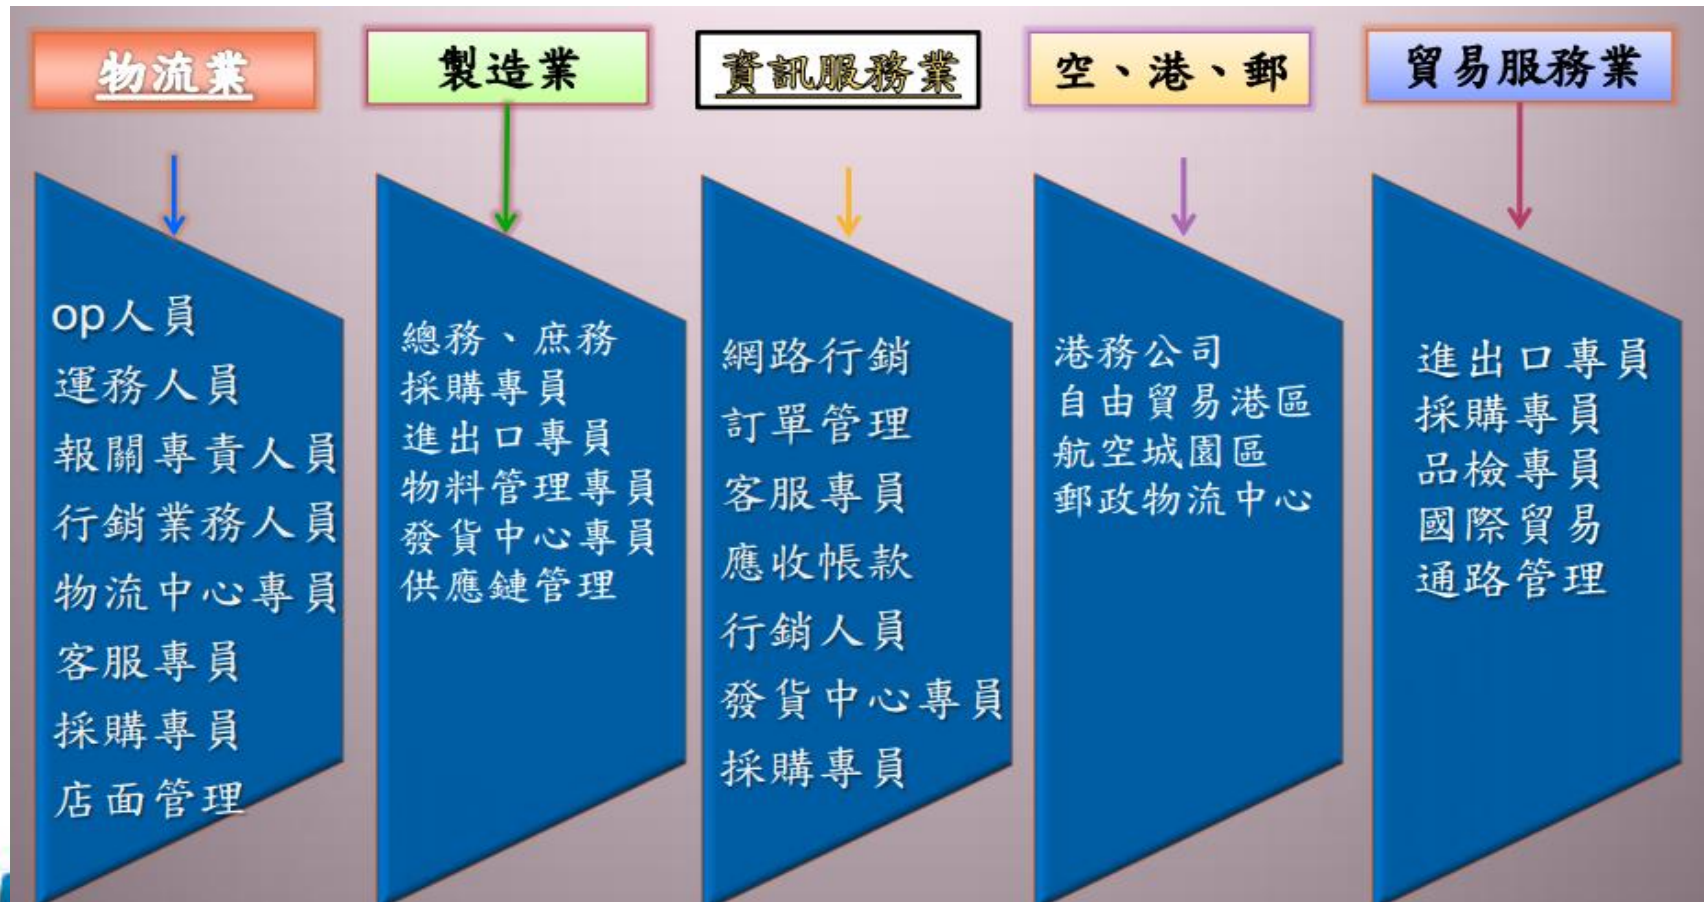 物流業
op人員
運務人員
報關專責人員
行銷業務人員
物流中心專員
客服專員
採購專員
店面管理
製造業
總務、庶務
採購專員
進出口專員
物料管理專員
發貨中心專員
供應鏈管理
資訊服務業
網路行銷
訂單管理
客服專員
應收帳款
行銷人員
發貨中心專員
採購專員
空、港、郵
港務公司
自由貿易港區
航空城園區
郵政物流中心
貿易服務業
進出口專員
採購專員
品檢專員
國際貿易
通路管理